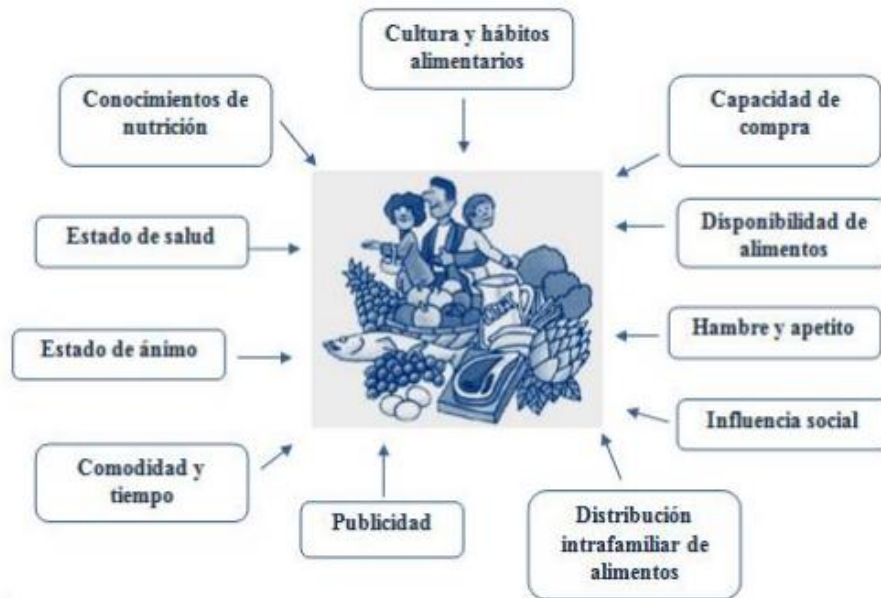 Cultura y hábitos
alimentarios
Conocimientos de
nutrición
Capacidad de
compra
Estado de salud
Disponibilidad de
alimentos
Estado de ánimo
Hambre y apetito
Influencia social
Comodidad y
tiempo
Publicidad
Distribución
intrafamiliar de
alimentos